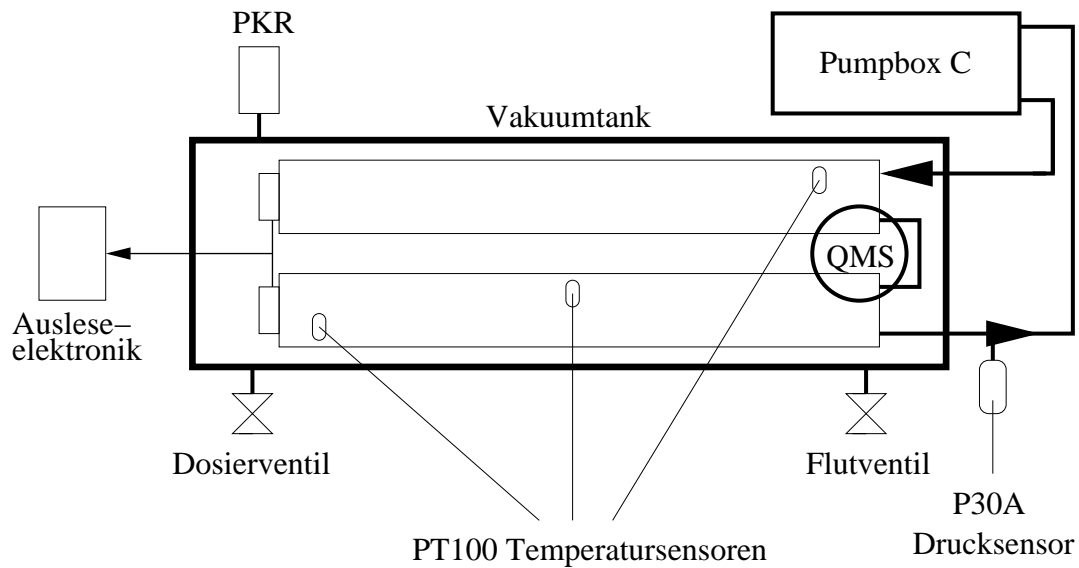 PKR
Pumpbox C
Vakuumtank
QMS
Auslese–
elektronik
Dosierventil
Flutventil
P30A
Drucksensor
PT100 Temperatursensoren